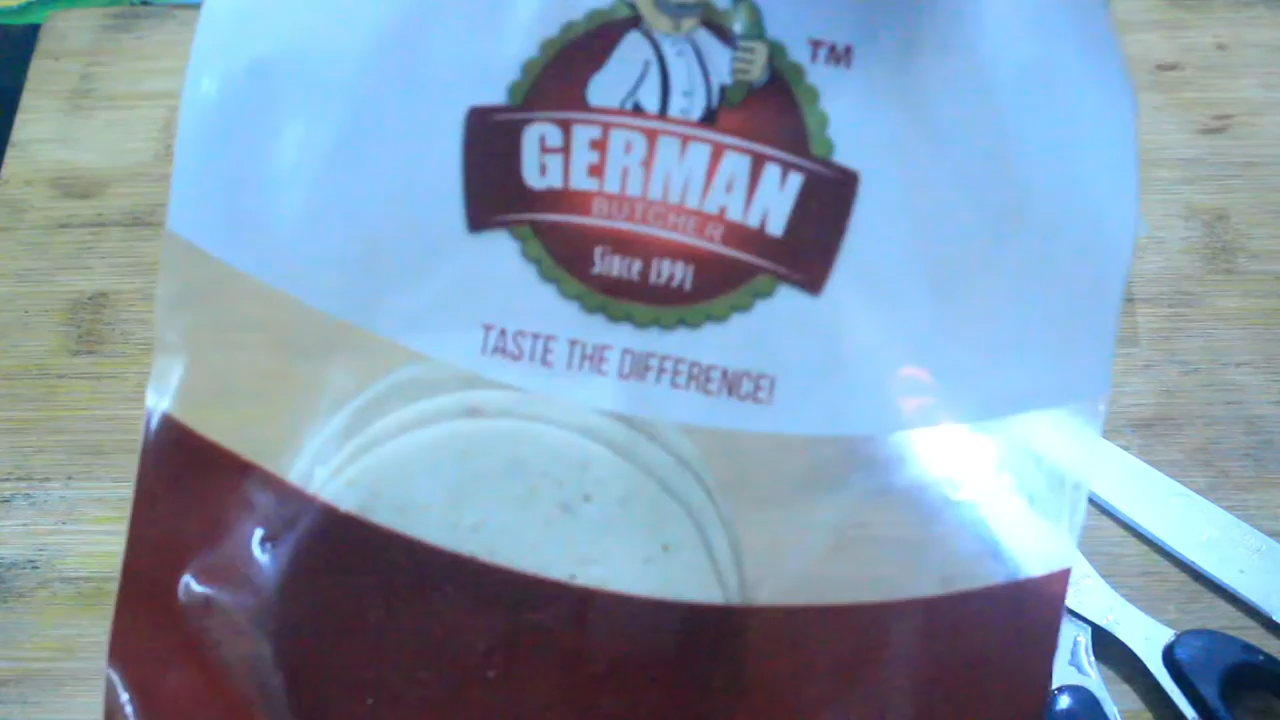 TM
GERMAN
BUTCHER
Since 1991
TASTE THE DIFFERENCE!